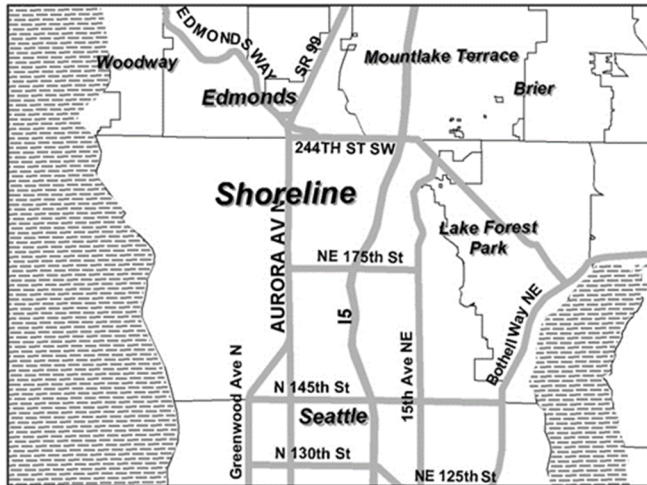 EDMONDS WAY
SR 99
Woodway
Mountlake Terrace
Edmonds
Brier
244TH ST SW
Shoreline
AURORA AV N
Lake Forest
Park
NE 175th St
I5
15th Ave NE
Bothell Way NE
Greenwood Ave N
N 145th St
Seattle
N 130th St
NE 125th St